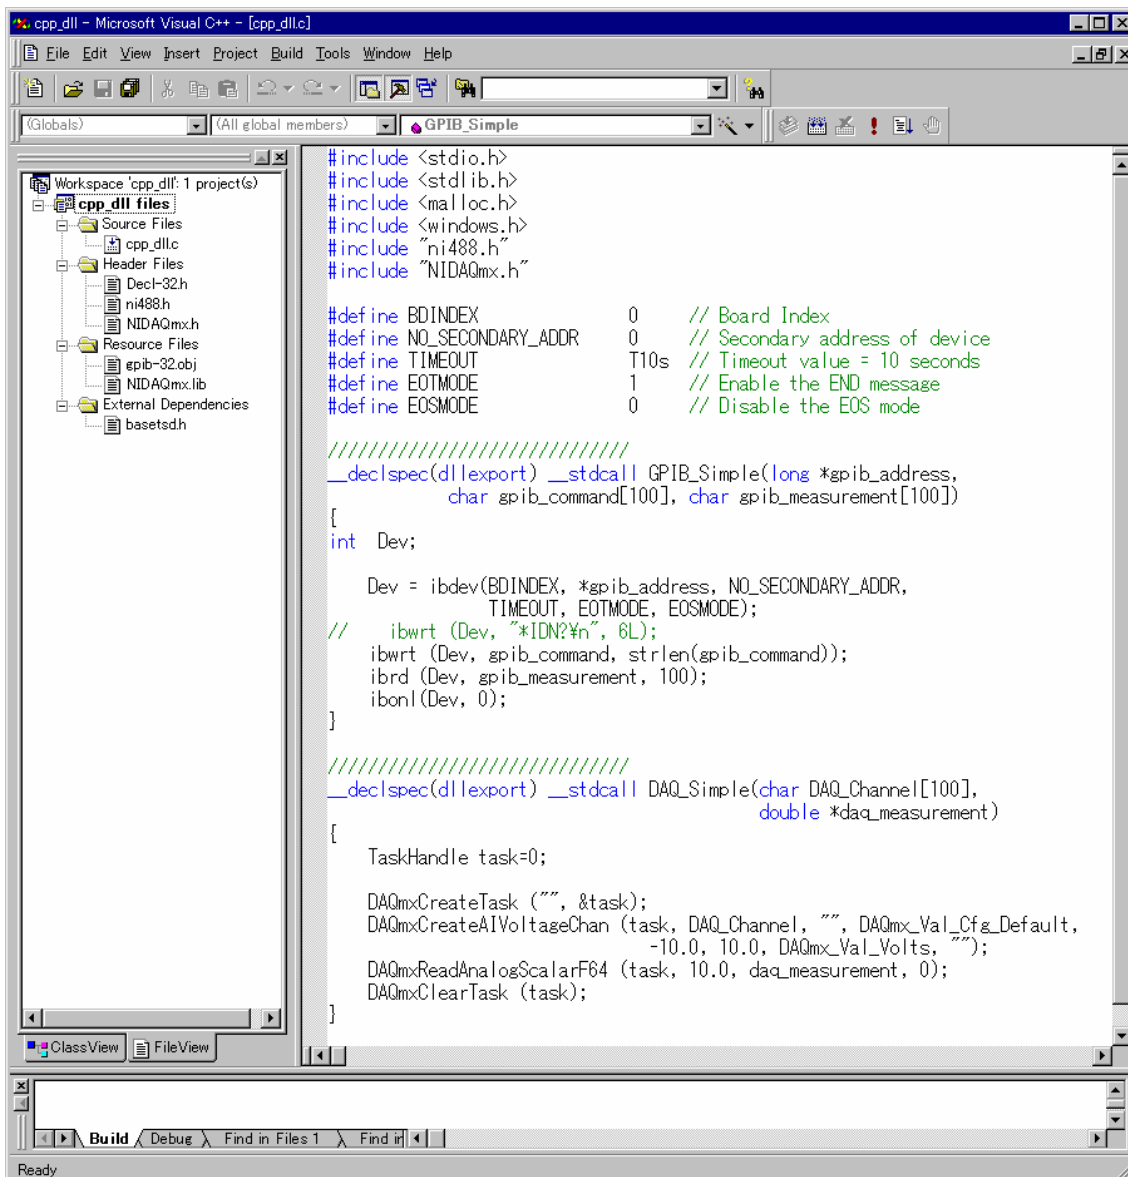 cpp_dll - Microsoft Visual C++ - [cpp_dll.c]
File Edit View Insert Project Build Tools Window Help
(Globals) (All global members) GPIB_Simple
Workspace 'cpp_dll': 1 project(s)
cpp_dll files
Source Files
cpp_dll.c
Header Files
Decl-32.h
ni488.h
NIDAQmx.h
Resource Files
gpib-32.obj
NIDAQmx.lib
External Dependencies
basetsd.h
ClassView FileView
#include <stdio.h>
#include <stdlib.h>
#include <malloc.h>
#include <windows.h>
#include "ni488.h"
#include "NIDAQmx.h"
#define BDINDEX 0 // Board Index
#define NO_SECONDARY_ADDR 0 // Secondary address of device
#define TIMEOUT T10s // Timeout value = 10 seconds
#define EOTMODE 1 // Enable the END message
#define EOSMODE 0 // Disable the EOS mode
//////////////////////////////
__declspec(dllexport) __stdcall GPIB_Simple(long *gpib_address,
char gpib_command[100], char gpib_measurement[100])
{
int Dev;
Dev = ibdev(BDINDEX, *gpib_address, NO_SECONDARY_ADDR,
TIMEOUT, EOTMODE, EOSMODE);
// ibwrt (Dev, "*IDN?¥n", 6L);
ibwrt (Dev, gpib_command, strlen(gpib_command));
ibrd (Dev, gpib_measurement, 100);
ibonl(Dev, 0);
}
//////////////////////////////
__declspec(dllexport) __stdcall DAQ_Simple(char DAQ_Channel[100],
double *daq_measurement)
{
TaskHandle task=0;
DAQmxCreateTask ("", &task);
DAQmxCreateAIVoltageChan (task, DAQ_Channel, "", DAQmx_Val_Cfg_Default,
-10.0, 10.0, DAQmx_Val_Volts, "");
DAQmxReadAnalogScalarF64 (task, 10.0, daq_measurement, 0);
DAQmxClearTask (task);
}
Build Debug Find in Files 1 Find in
Ready